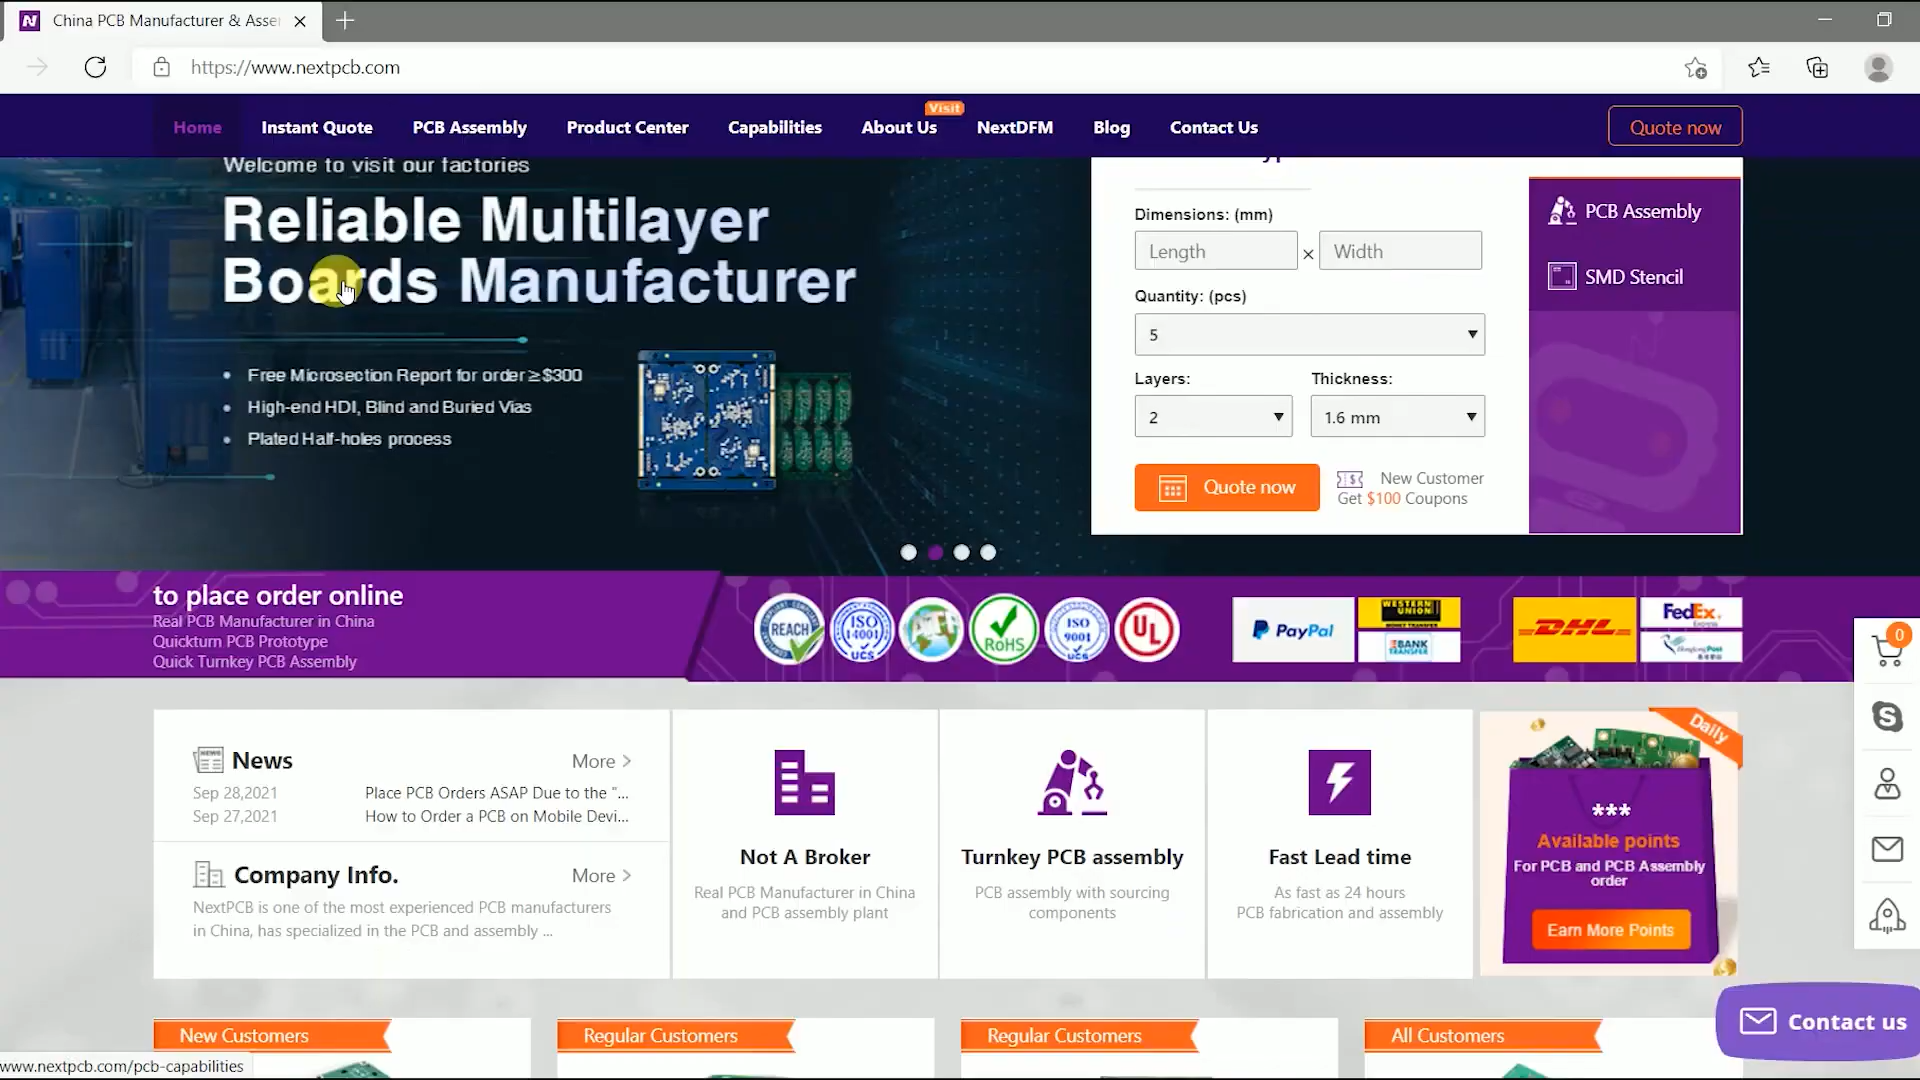 China PCB Manufacturer & Asse
https://www.nextpcb.com
Visit
Home
Instant Quote
PCB Assembly
Product Center
Capabilities
About Us
NextDFM
Blog
Contact Us
Quote now
Welcome to visit our factories
Reliable Multilayer
Boards Manufacturer
• Free Microsection Report for order≥$300
• High-end HDI, Blind and Buried Vias
• Plated Half-holes process
Dimensions: (mm)
Length × Width
Quantity: (pcs)
5
Layers: Thickness:
2 1.6 mm
Quote now
New Customer
Get $100 Coupons
PCB Assembly
SMD Stencil
to place order online
Real PCB Manufacturer in China
Quickturn PCB Prototype
Quick Turnkey PCB Assembly
REACH
ISO
14001
UCS
RoHS
ISO
9001
UCS
UL
PayPal
WESTERN
UNION
MONEY TRANSFER
BANK
TRANSFER
DHL
FedEx
Express
0
News
More >
Sep 28,2021 Place PCB Orders ASAP Due to the "...
Sep 27,2021 How to Order a PCB on Mobile Devi...
Company Info.
More >
NextPCB is one of the most experienced PCB manufacturers
in China, has specialized in the PCB and assembly ...
Not A Broker
Real PCB Manufacturer in China
and PCB assembly plant
Turnkey PCB assembly
PCB assembly with sourcing
components
Fast Lead time
As fast as 24 hours
PCB fabrication and assembly
Daily
***
Available points
For PCB and PCB Assembly
order
Earn More Points
Contact us
New Customers
Regular Customers
Regular Customers
All Customers
www.nextpcb.com/pcb-capabilities